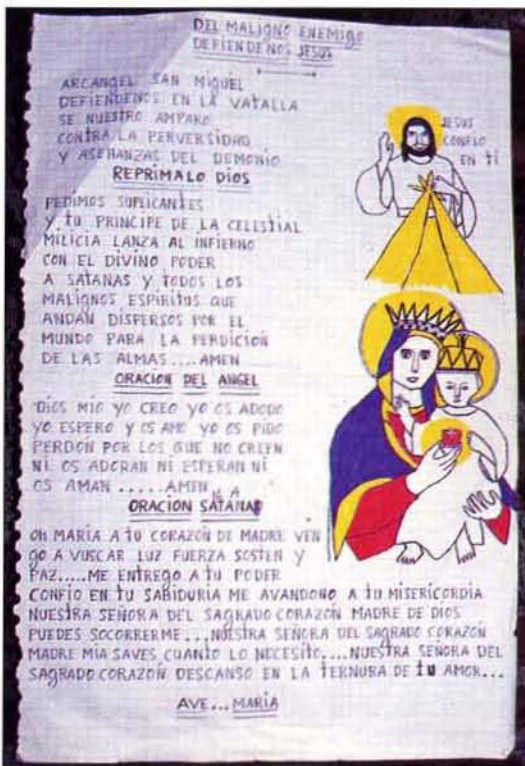 DEL MALIGNO ENEMIGO
DEFIENDENOS JESUS
ARCANGEL SAN MIGUEL
DEFIENDENOS EN LA VATALLA
SE NUESTRO AMPARO
CONTRA LA PERVERSIDAD
Y ASEHANZAS DEL DEMONIO
REPRIMALO DIOS
PEDIMOS SUPLICANTES
Y TU PRINCIPE DE LA CELESTIAL
MILICIA LANZA AL INFIERNO
CON EL DIVINO PODER
A SATANAS Y TODOS LOS
MALIGNOS ESPIRITUS QUE
ANDAN DISPERSOS POR EL
MUNDO PARA LA PERDICION
DE LAS ALMAS....AMEN
JESUS
CONFIO
EN TI
ORACION DEL ANGEL
DIOS MIO YO CREO YO OS ADODO
YO ESPERO Y OS AMO YO OS PIDO
PERDON POR LOS QUE NO CREEN
NI OS ADORAN NI ESPERAN NI
OS AMAN .....AMEN
A
ORACION SATANAS
OH MARIA A TU CORAZON DE MADRE VEN
GO A VUSCAR LUZ FUERZA SOSTEN Y
PAZ....ME ENTREGO A TU PODER
CONFIO EN TU SABIDURIA ME AVANDONO A TU MISERICORDIA
NUESTRA SEÑORA DEL SAGRADO CORAZON MADRE DE DIOS
PUEDES SOCORRERME...NUESTRA SEÑORA DEL SAGRADO CORAZON
MADRE MIA SAVES CUANTO LO NECESITO....NUESTRA SEÑORA DEL
SAGRADO CORAZON DESCANSO EN LA TERNURA DE TU AMOR...
AVE...MARIA